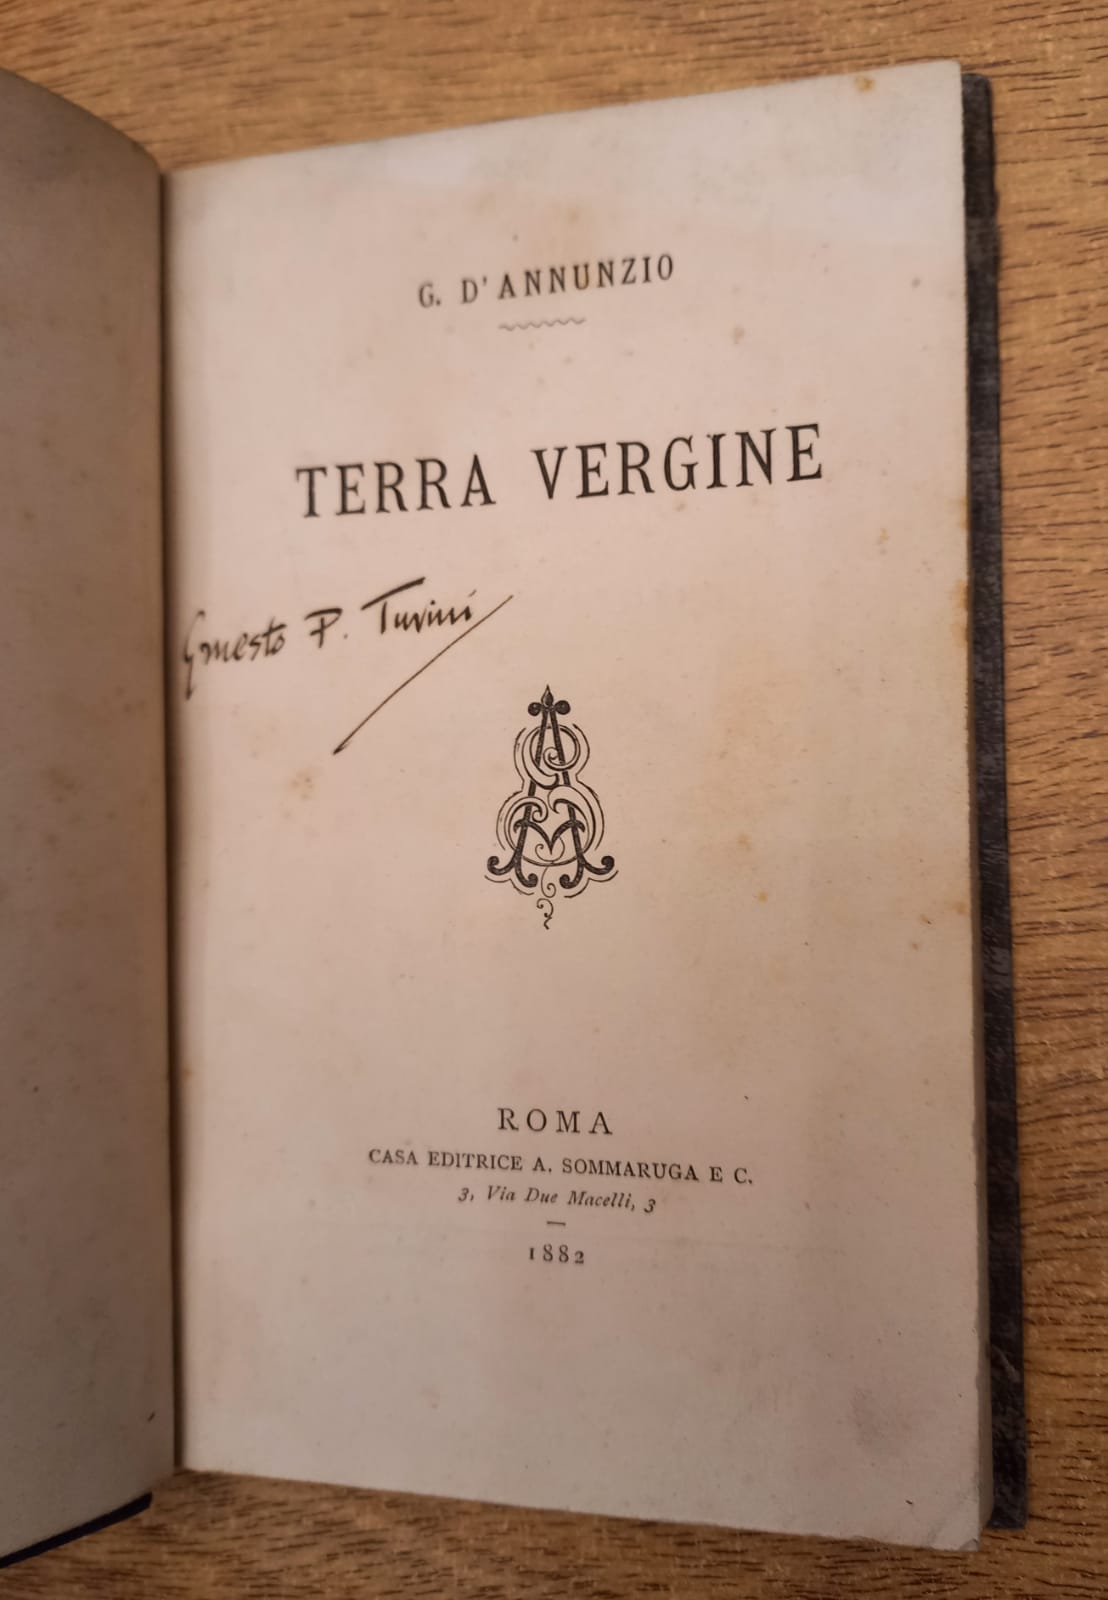 G. D'ANNUNZIO
TERRA VERGINE
Ernesto P. Turini
ROMA
CASA EDITRICE A. SOMMARUGA E C.
3, Via Due Macelli, 3
1882